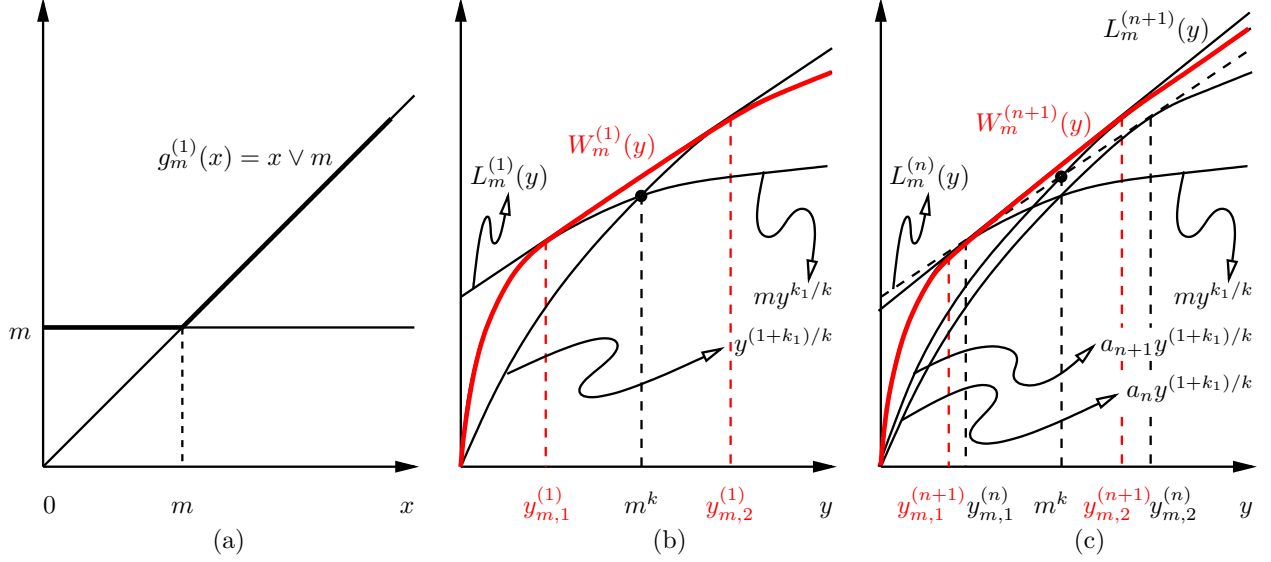 g_m^{(1)}(x) = x ∨ m
m
0
m
x
(a)
W_m^{(1)}(y)
L_m^{(1)}(y)
my^{k_1/k}
y^{(1+k_1)/k}
y_{m,1}^{(1)}
m^k
y_{m,2}^{(1)}
y
(b)
L_m^{(n+1)}(y)
W_m^{(n+1)}(y)
L_m^{(n)}(y)
my^{k_1/k}
a_{n+1}y^{(1+k_1)/k}
a_ny^{(1+k_1)/k}
y_{m,1}^{(n+1)}
y_{m,1}^{(n)}
m^k
y_{m,2}^{(n+1)}
y_{m,2}^{(n)}
y
(c)